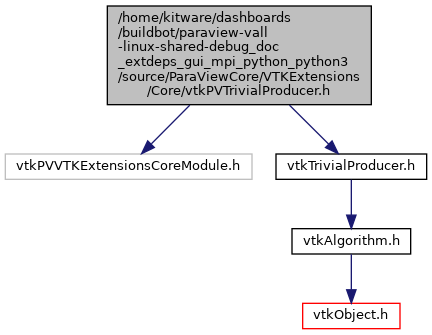 /home/kitware/dashboards
/buildbot/paraview-vall
-linux-shared-debug_doc
_extdeps_gui_mpi_python_python3
/source/ParaViewCore/VTKExtensions
/Core/vtkPVTrivialProducer.h
vtkPVVTKExtensionsCoreModule.h
vtkTrivialProducer.h
vtkAlgorithm.h
vtkObject.h